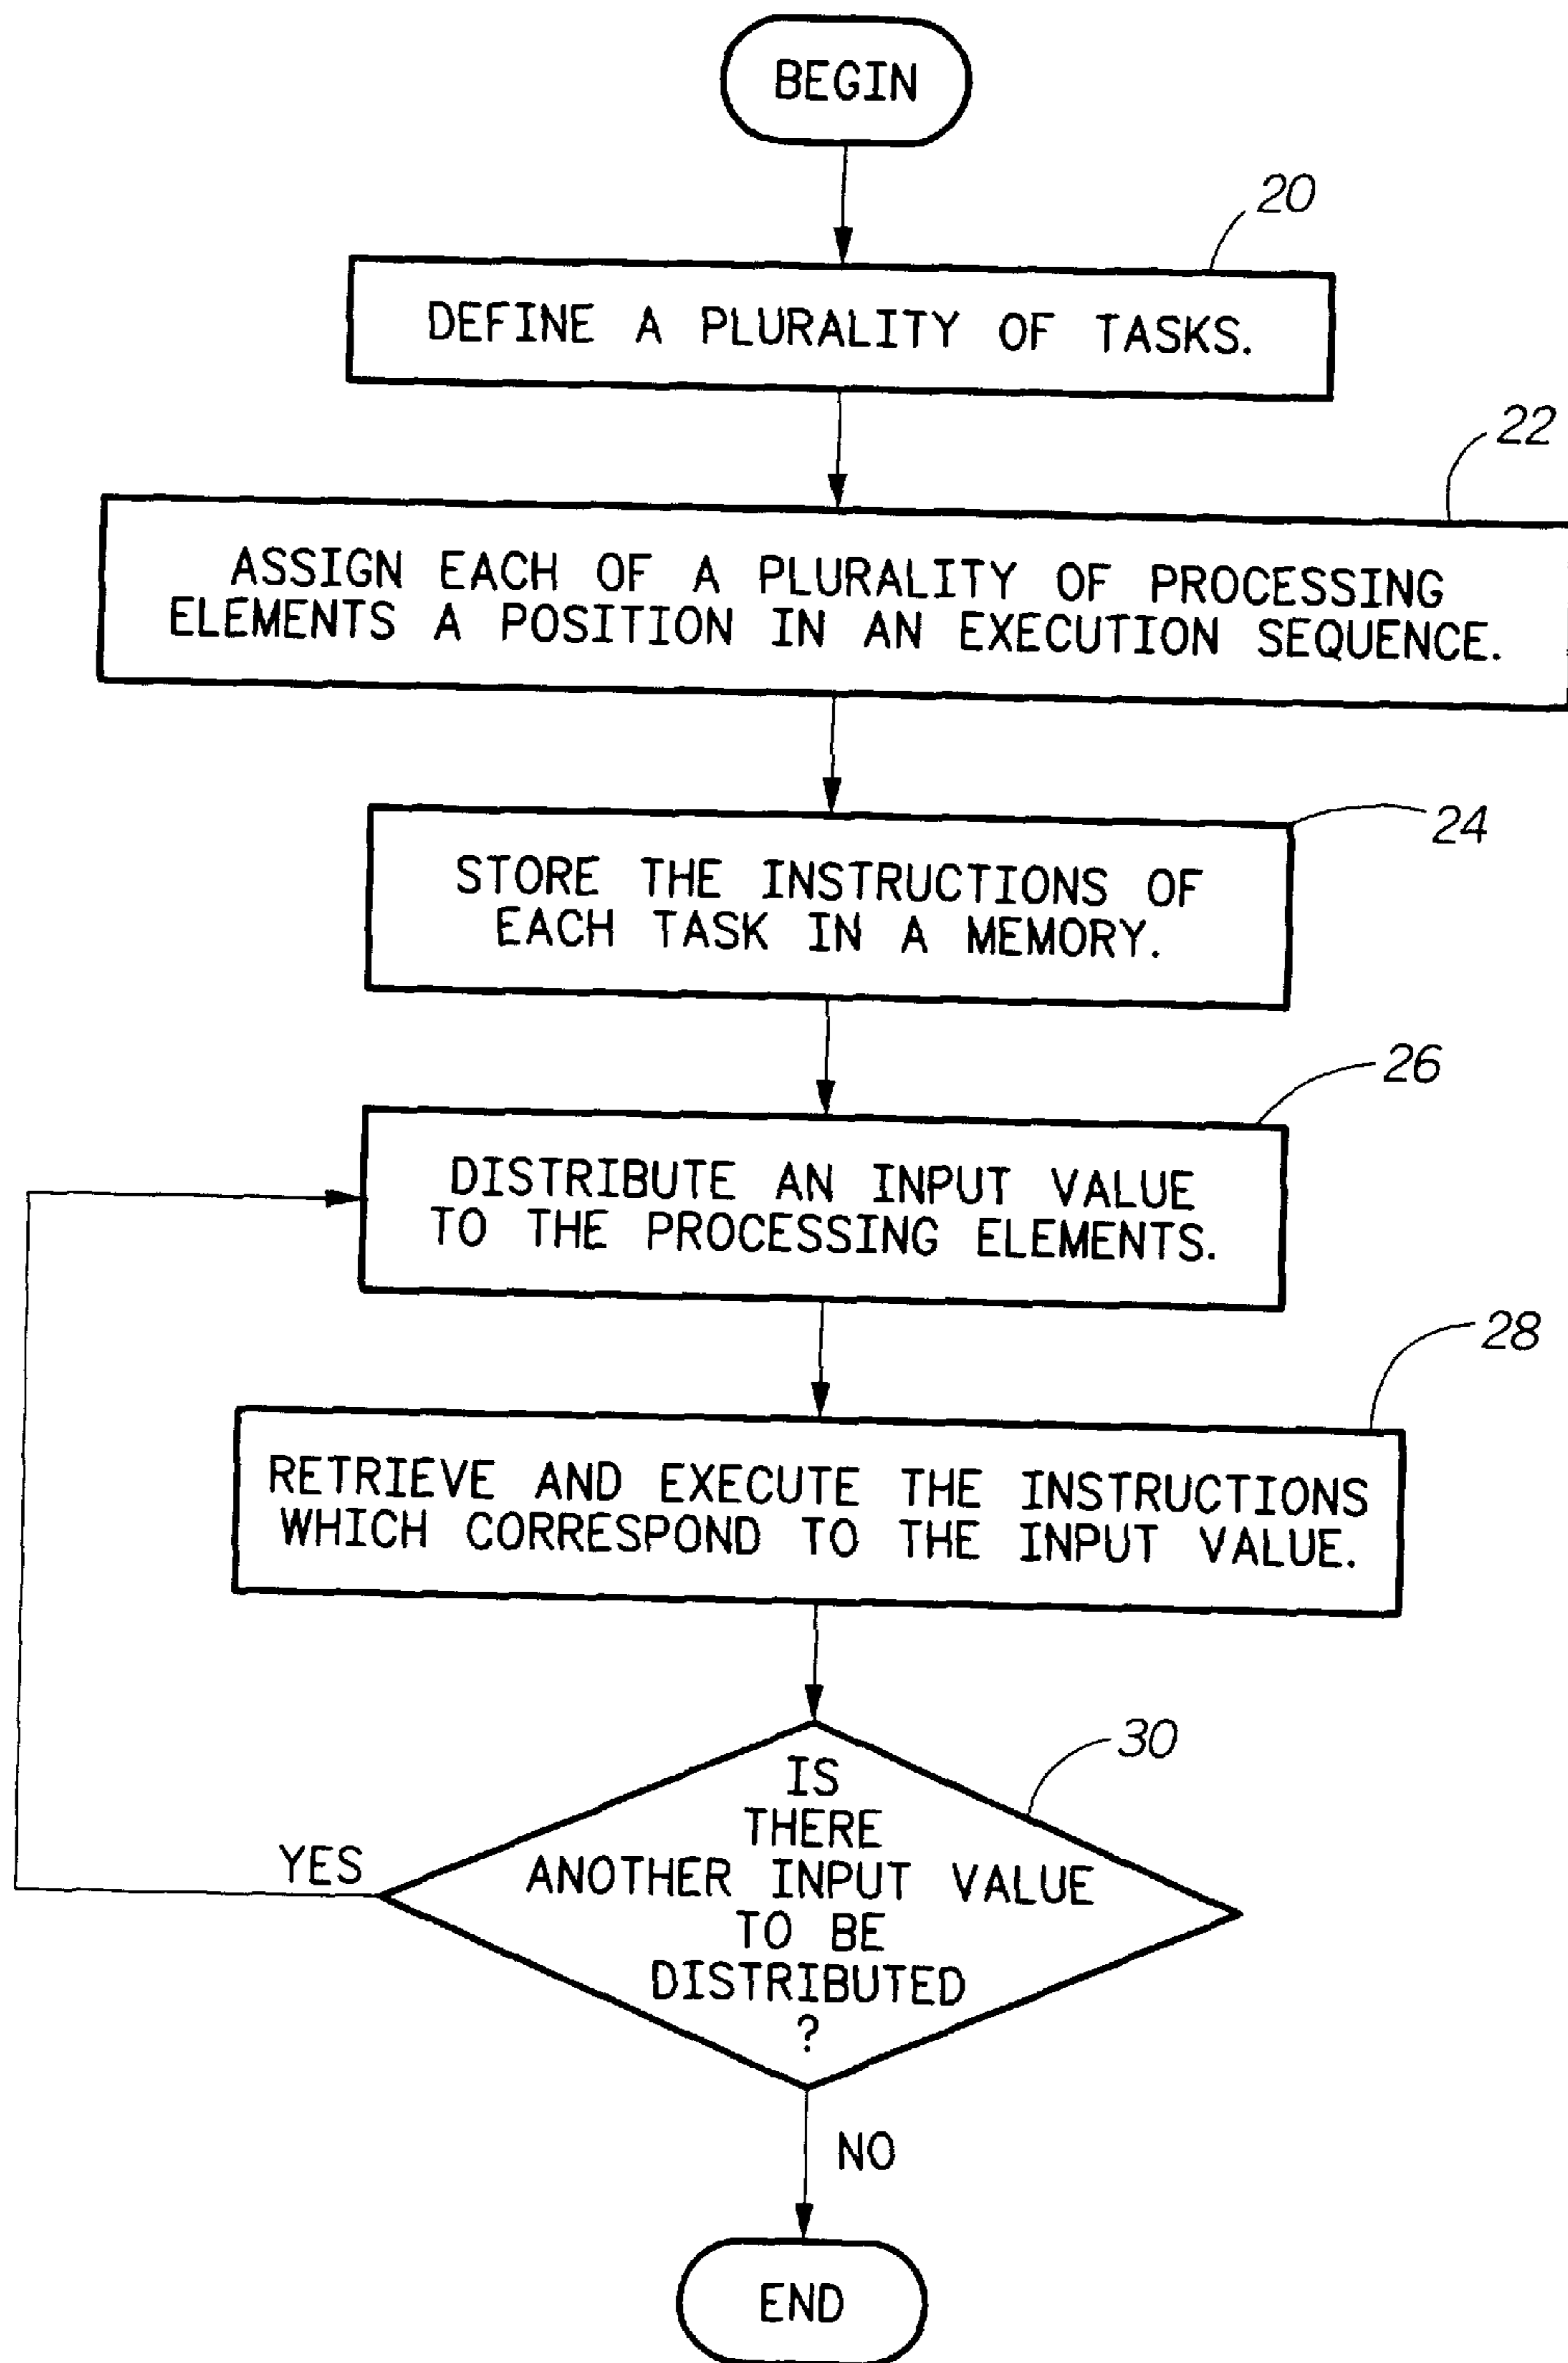 BEGIN
20
DEFINE A PLURALITY OF TASKS.
22
ASSIGN EACH OF A PLURALITY OF PROCESSING
ELEMENTS A POSITION IN AN EXECUTION SEQUENCE.
24
STORE THE INSTRUCTIONS OF
EACH TASK IN A MEMORY.
26
DISTRIBUTE AN INPUT VALUE
TO THE PROCESSING ELEMENTS.
28
RETRIEVE AND EXECUTE THE INSTRUCTIONS
WHICH CORRESPOND TO THE INPUT VALUE.
30
IS
THERE
ANOTHER INPUT VALUE
TO BE
DISTRIBUTED
?
YES
NO
END